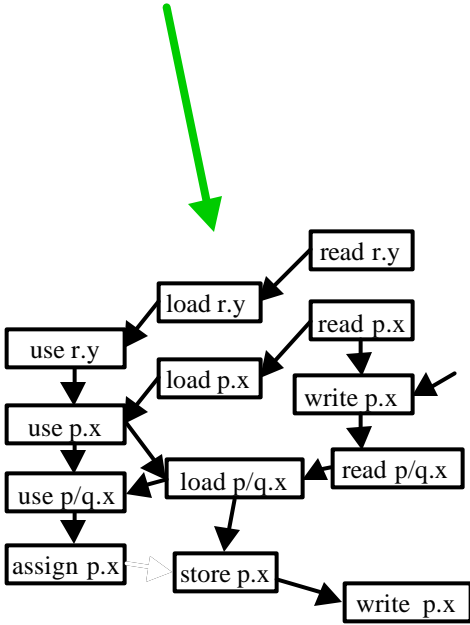 read r.y
load r.y
read p.x
use r.y
load p.x
write p.x
use p.x
read p/q.x
load p/q.x
use p/q.x
assign p.x
store p.x
write p.x